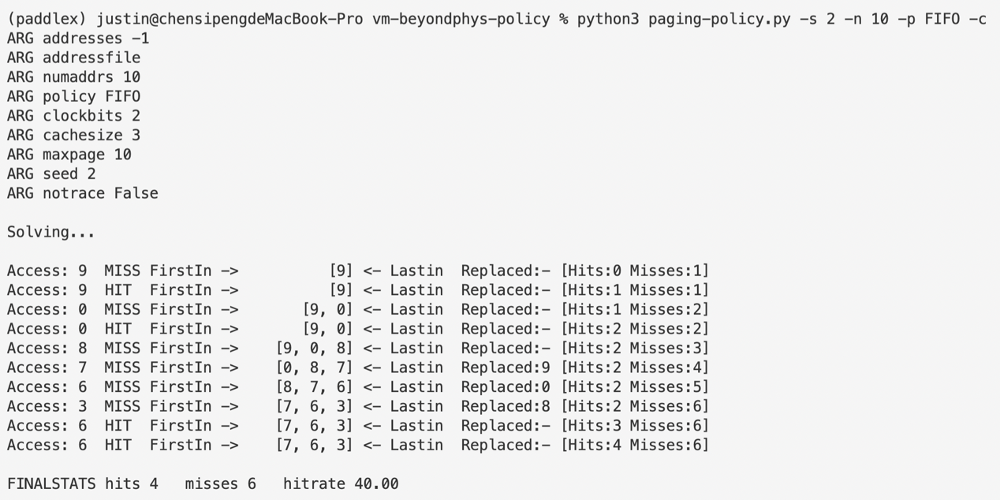 (paddlex) justin@chensipengdeMacBook-Pro vm-beyondphys-policy % python3 paging-policy.py -s 2 -n 10 -p FIFO -c
ARG addresses -1
ARG addressfile
ARG numaddrs 10
ARG policy FIFO
ARG clockbits 2
ARG cachesize 3
ARG maxpage 10
ARG seed 2
ARG notrace False

Solving...

Access: 9  MISS FirstIn ->          [9] <- Lastin  Replaced:- [Hits:0 Misses:1]
Access: 9  HIT  FirstIn ->          [9] <- Lastin  Replaced:- [Hits:1 Misses:1]
Access: 0  MISS FirstIn ->       [9, 0] <- Lastin  Replaced:- [Hits:1 Misses:2]
Access: 0  HIT  FirstIn ->       [9, 0] <- Lastin  Replaced:- [Hits:2 Misses:2]
Access: 8  MISS FirstIn ->    [9, 0, 8] <- Lastin  Replaced:- [Hits:2 Misses:3]
Access: 7  MISS FirstIn ->    [0, 8, 7] <- Lastin  Replaced:9 [Hits:2 Misses:4]
Access: 6  MISS FirstIn ->    [8, 7, 6] <- Lastin  Replaced:0 [Hits:2 Misses:5]
Access: 3  MISS FirstIn ->    [7, 6, 3] <- Lastin  Replaced:8 [Hits:2 Misses:6]
Access: 6  HIT  FirstIn ->    [7, 6, 3] <- Lastin  Replaced:- [Hits:3 Misses:6]
Access: 6  HIT  FirstIn ->    [7, 6, 3] <- Lastin  Replaced:- [Hits:4 Misses:6]

FINALSTATS hits 4   misses 6   hitrate 40.00